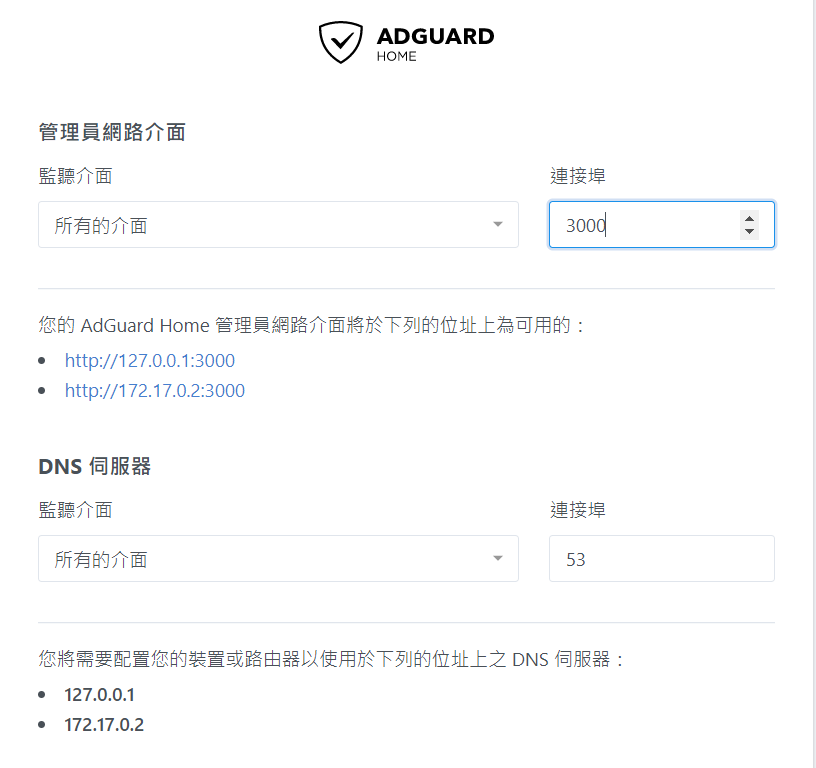 ADGUARD
HOME
管理員網路介面
監聽介面 連接埠
所有的介面 3000
您的 AdGuard Home 管理員網路介面將於下列的位址上為可用的：
http://127.0.0.1:3000
http://172.17.0.2:3000
DNS 伺服器
監聽介面 連接埠
所有的介面 53
您將需要配置您的裝置或路由器以使用於下列的位址上之 DNS 伺服器：
127.0.0.1
172.17.0.2